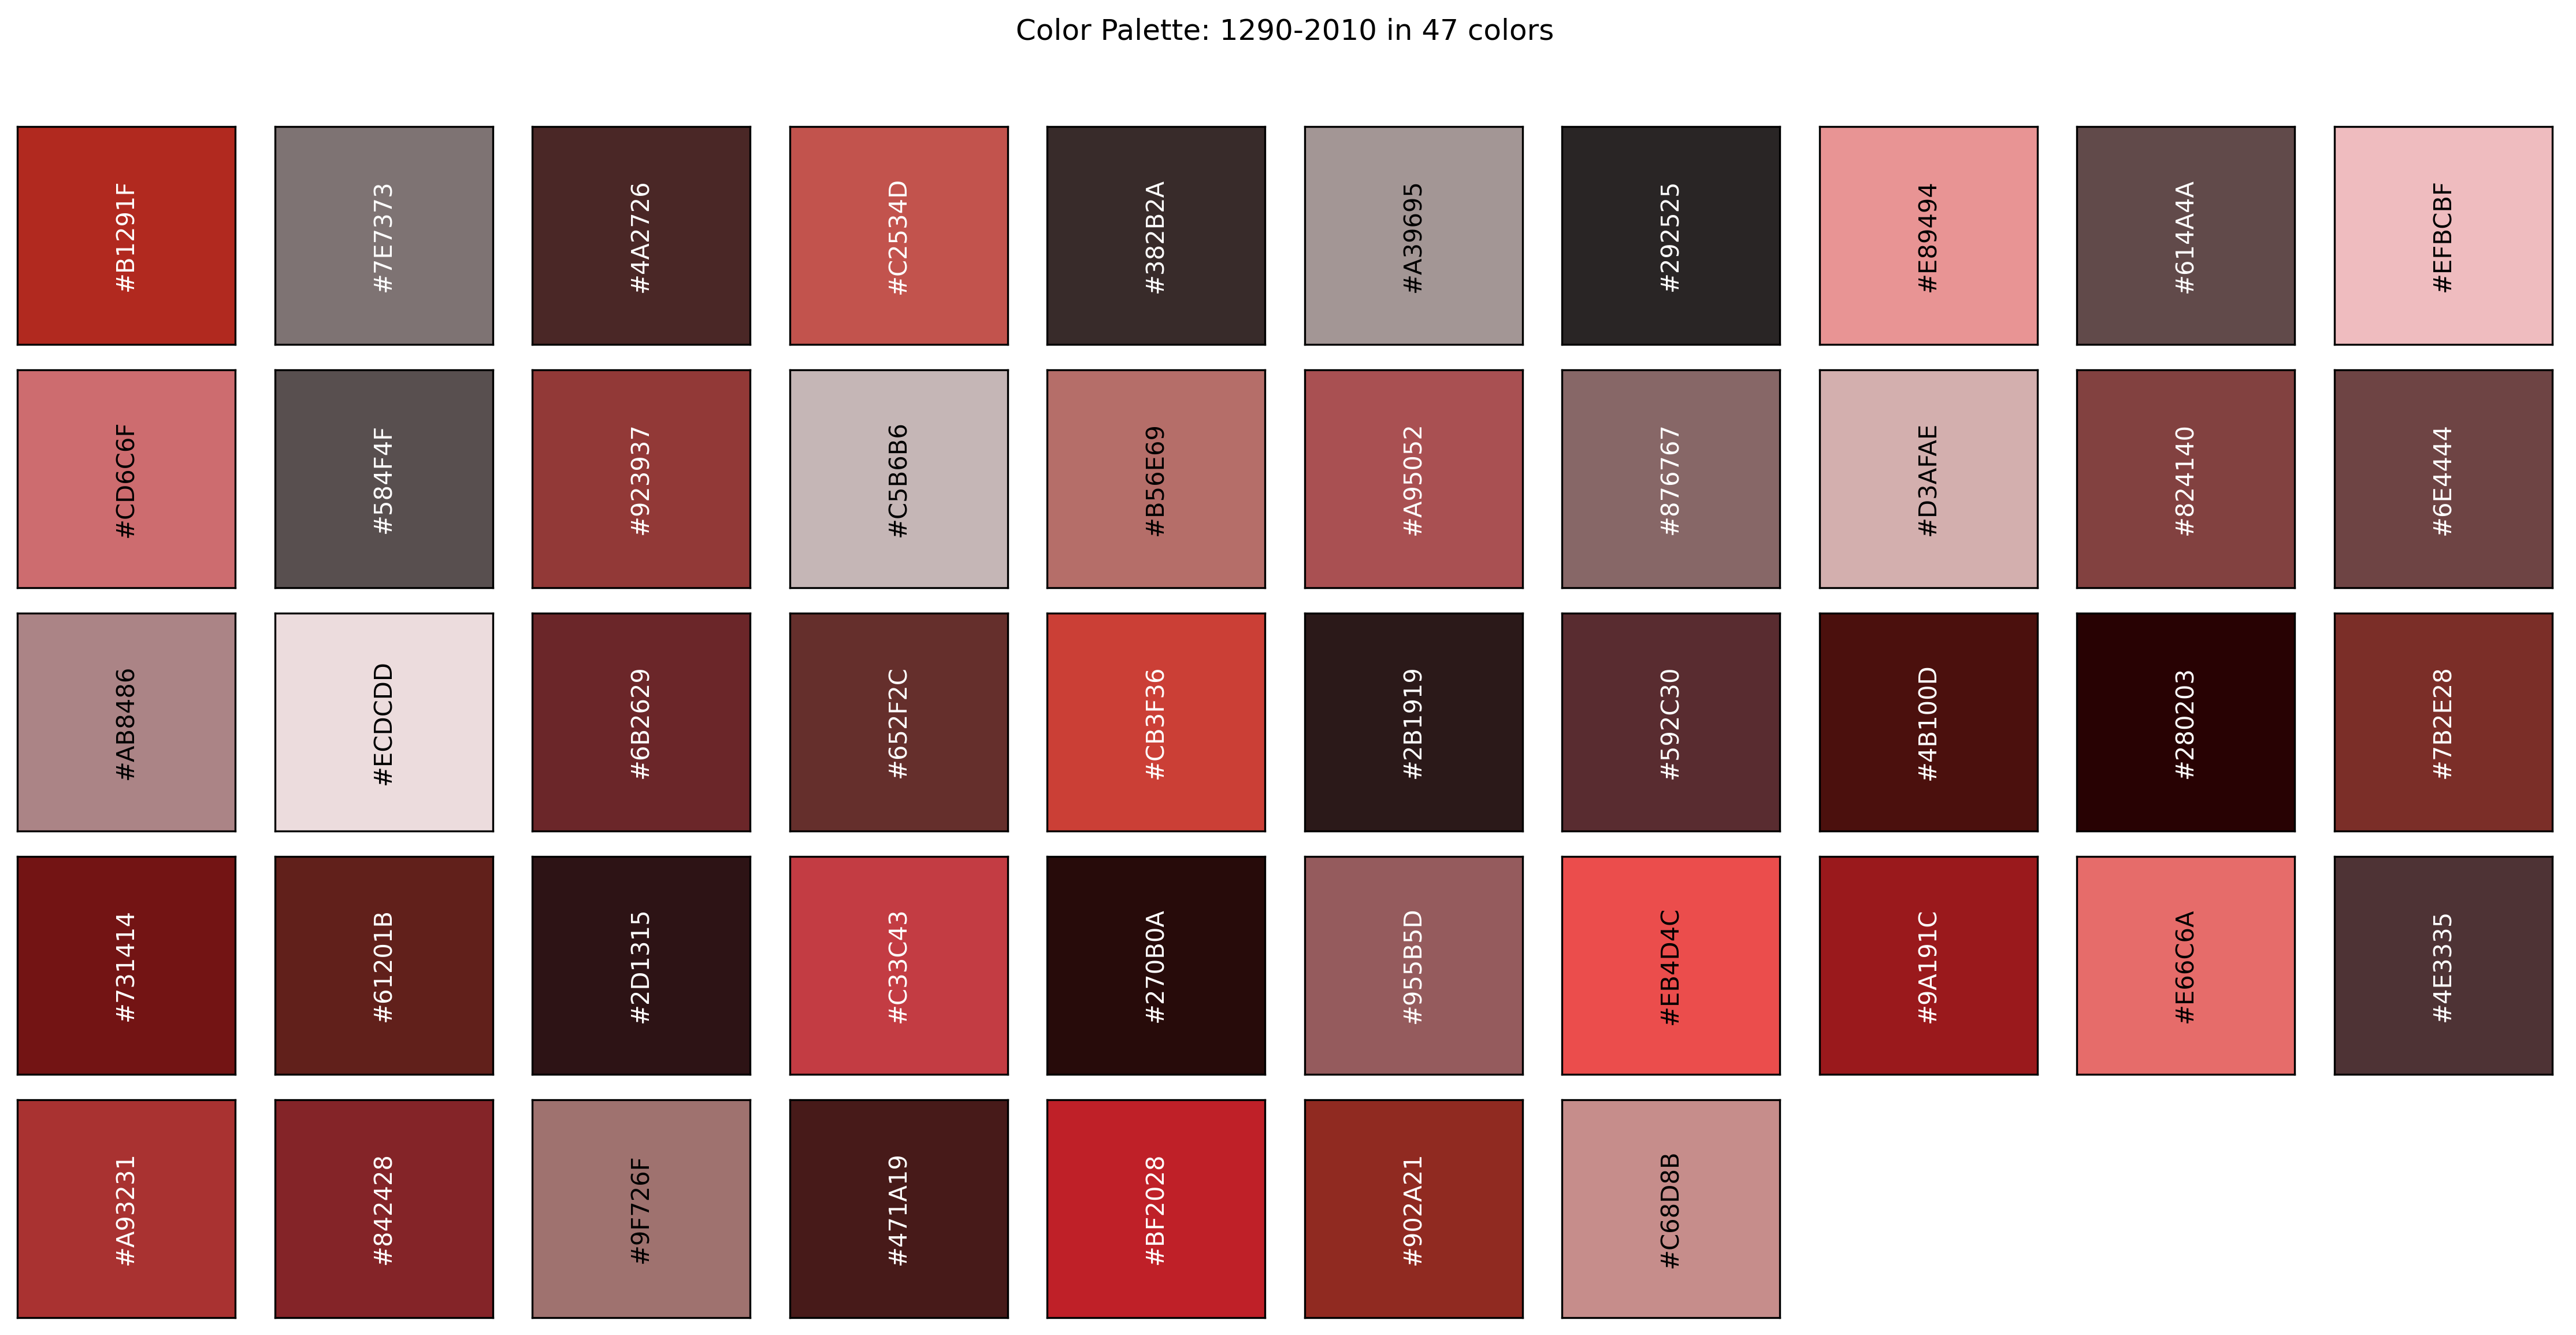 Color Palette: 1290-2010 in 47 colors
#B1291F
#7E7373
#4A2726
#C2534D
#382B2A
#A39695
#292525
#E89494
#614A4A
#EFBCBF
#CD6C6F
#584F4F
#923937
#C5B6B6
#B56E69
#A95052
#876767
#D3AFAE
#824140
#6E4444
#AB8486
#ECDCDD
#6B2629
#652F2C
#CB3F36
#2B1919
#592C30
#4B100D
#280203
#7B2E28
#731414
#61201B
#2D1315
#C33C43
#270B0A
#955B5D
#EB4D4C
#9A191C
#E66C6A
#4E3335
#A93231
#842428
#9F726F
#471A19
#BF2028
#902A21
#C68D8B